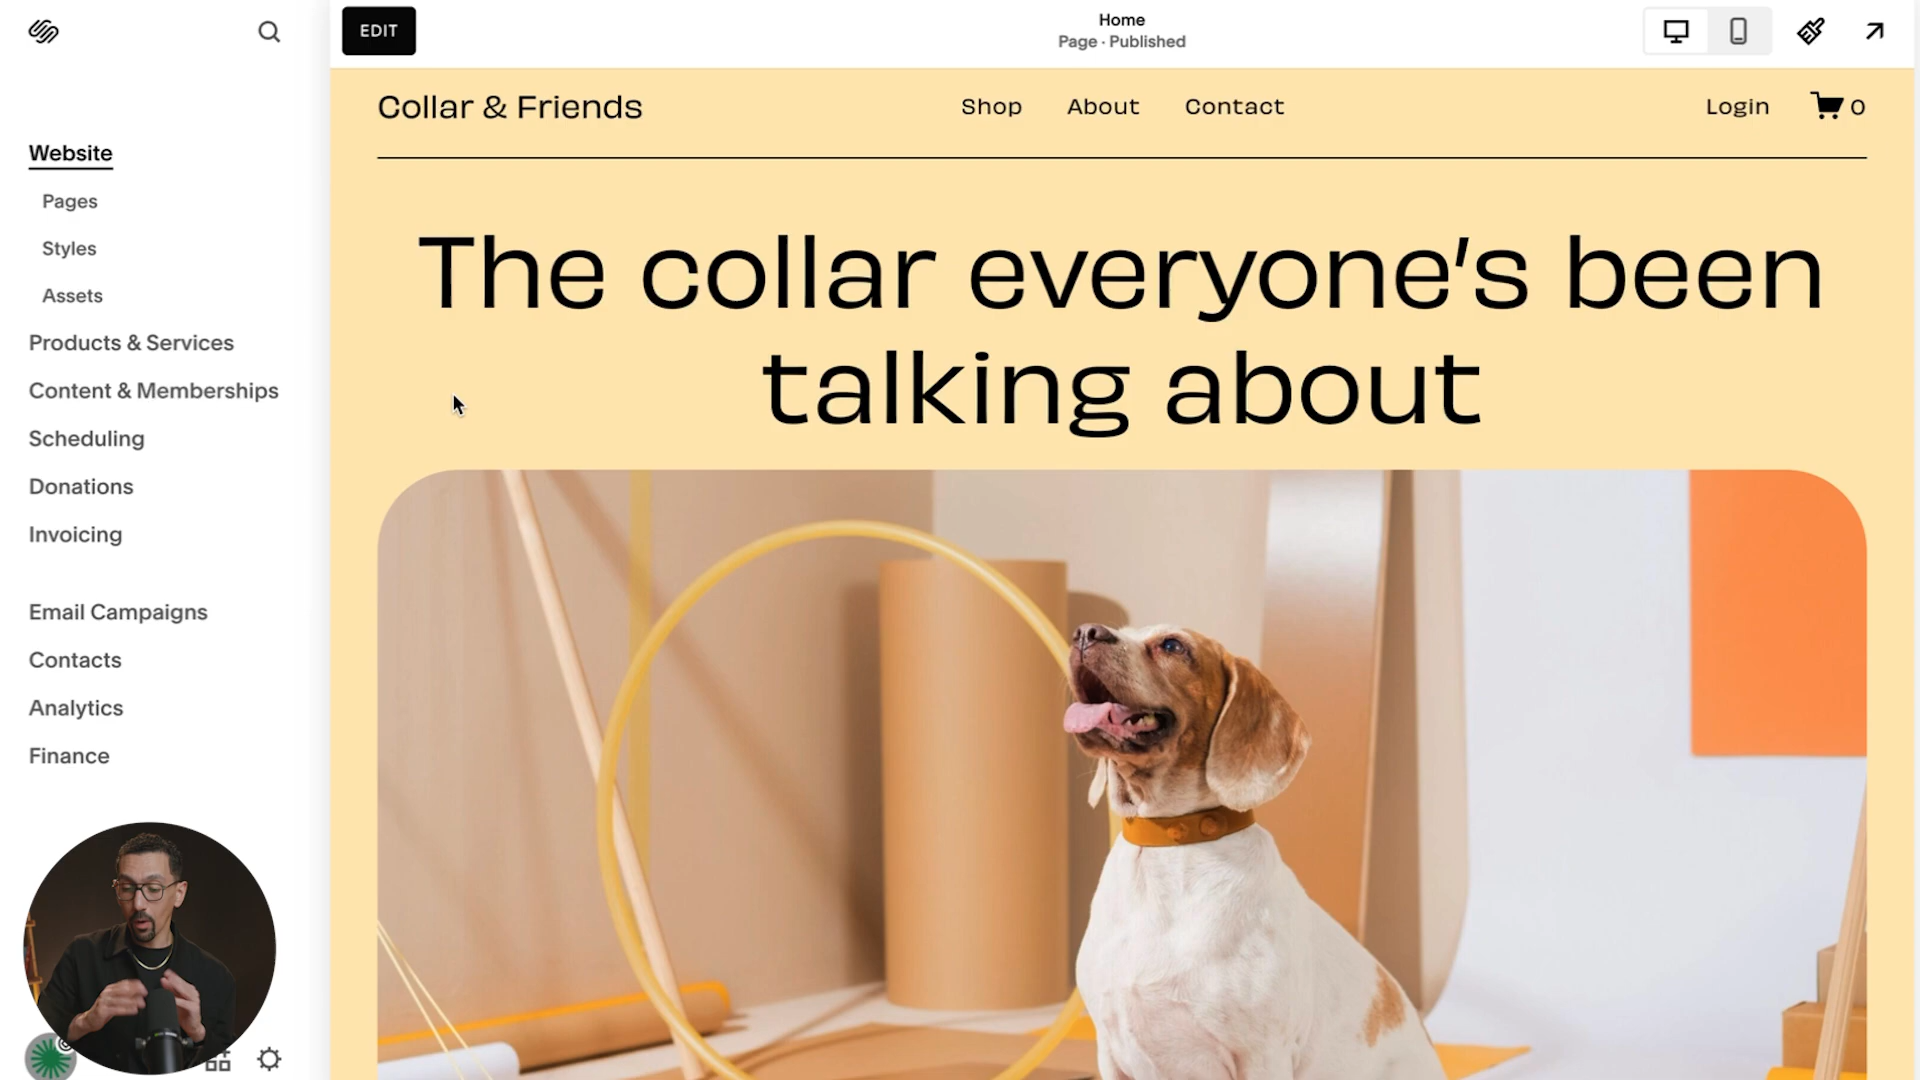 EDIT
Home
Page · Published
Website
Pages
Styles
Assets
Products & Services
Content & Memberships
Scheduling
Donations
Invoicing
Email Campaigns
Contacts
Analytics
Finance
Collar & Friends
Shop About Contact
Login 0
The collar everyone’s been
talking about